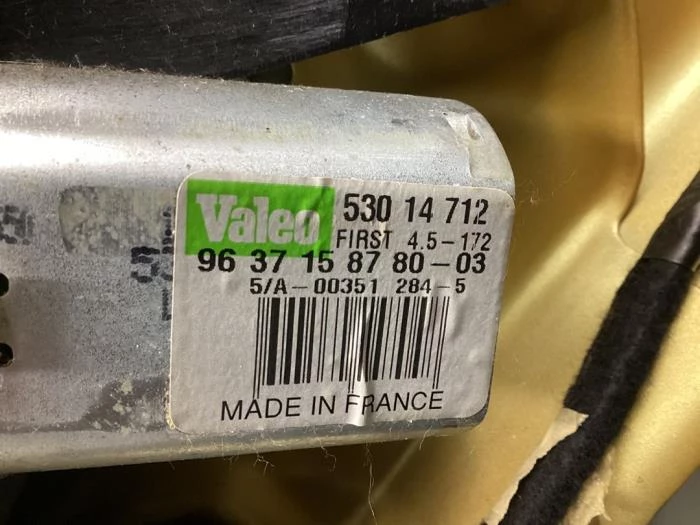 Valeo
530 14 712
FIRST 4.5-172
96 37 15 87 80-03
5/A-00351 284-5
MADE IN FRANCE